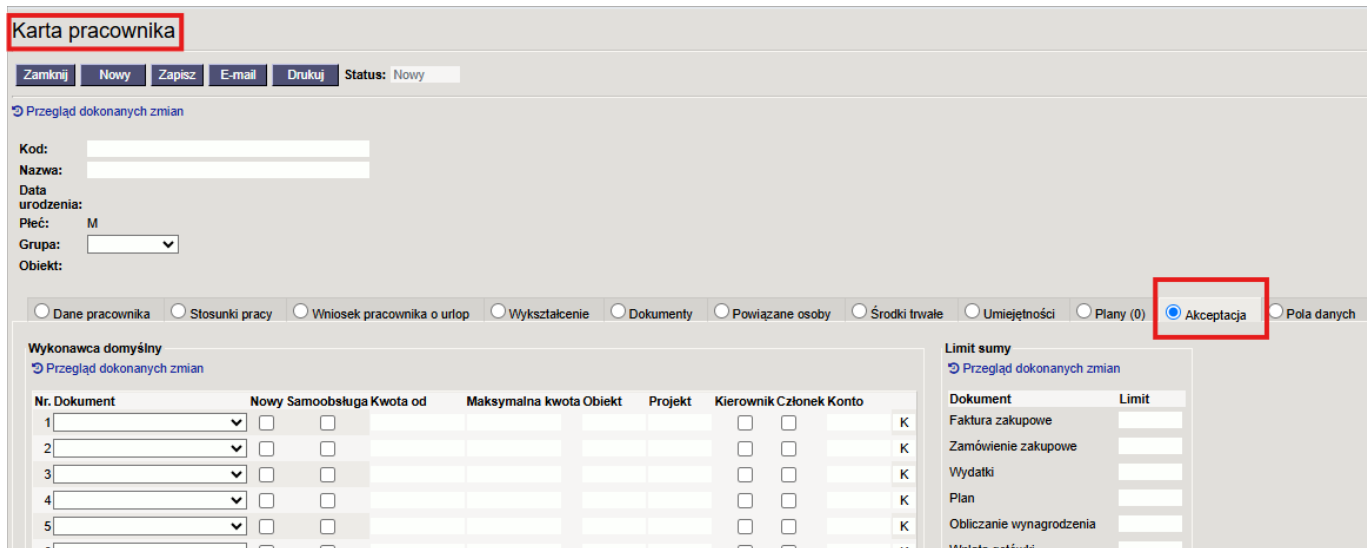 Karta pracownika
Zamknij Nowy Zapisz E-mail Drukuj Status: Nowy
Przegląd dokonanych zmian
Kod:
Nazwa:
Data
urodzenia:
Płeć: M
Grupa:
Obiekt:
Dane pracownika Stosunki pracy Wniosek pracownika o urlop Wykształcenie Dokumenty Powiązane osoby Środki trwałe Umiejętności Plany (0) Akceptacja Pola danych
Wykonawca domyślny Limit sumy
Przegląd dokonanych zmian Przegląd dokonanych zmian
Nr. Dokument Nowy Samoobsługa Kwota od Maksymalna kwota Obiekt Projekt Kierownik Członek Konto Dokument Limit
1 K Faktura zakupowe
2 K Zamówienie zakupowe
3 K Wydatki
4 K Plan
5 K Obliczanie wynagrodzenia